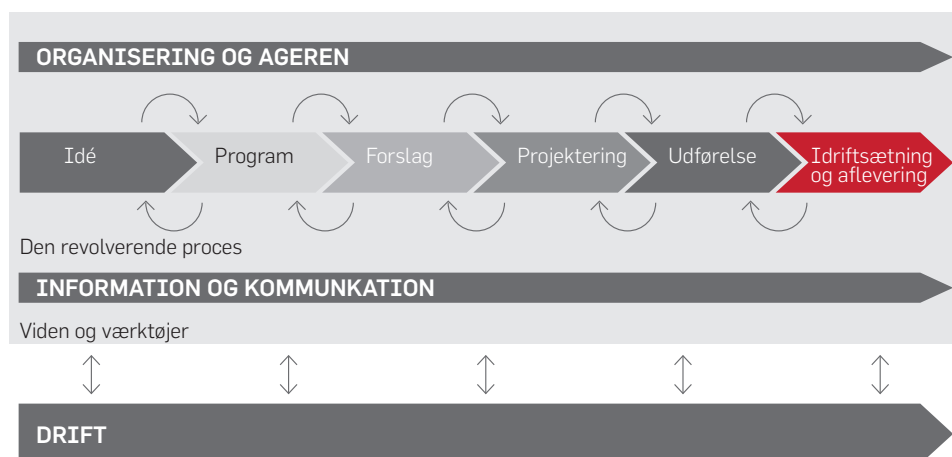 ORGANISERING OG AGEREN
Idé
Program
Forslag
Projektering
Udførelse
Idriftsætning
og aflevering
Den revolverende proces
INFORMATION OG KOMMUNKATION
Viden og værktøjer
DRIFT